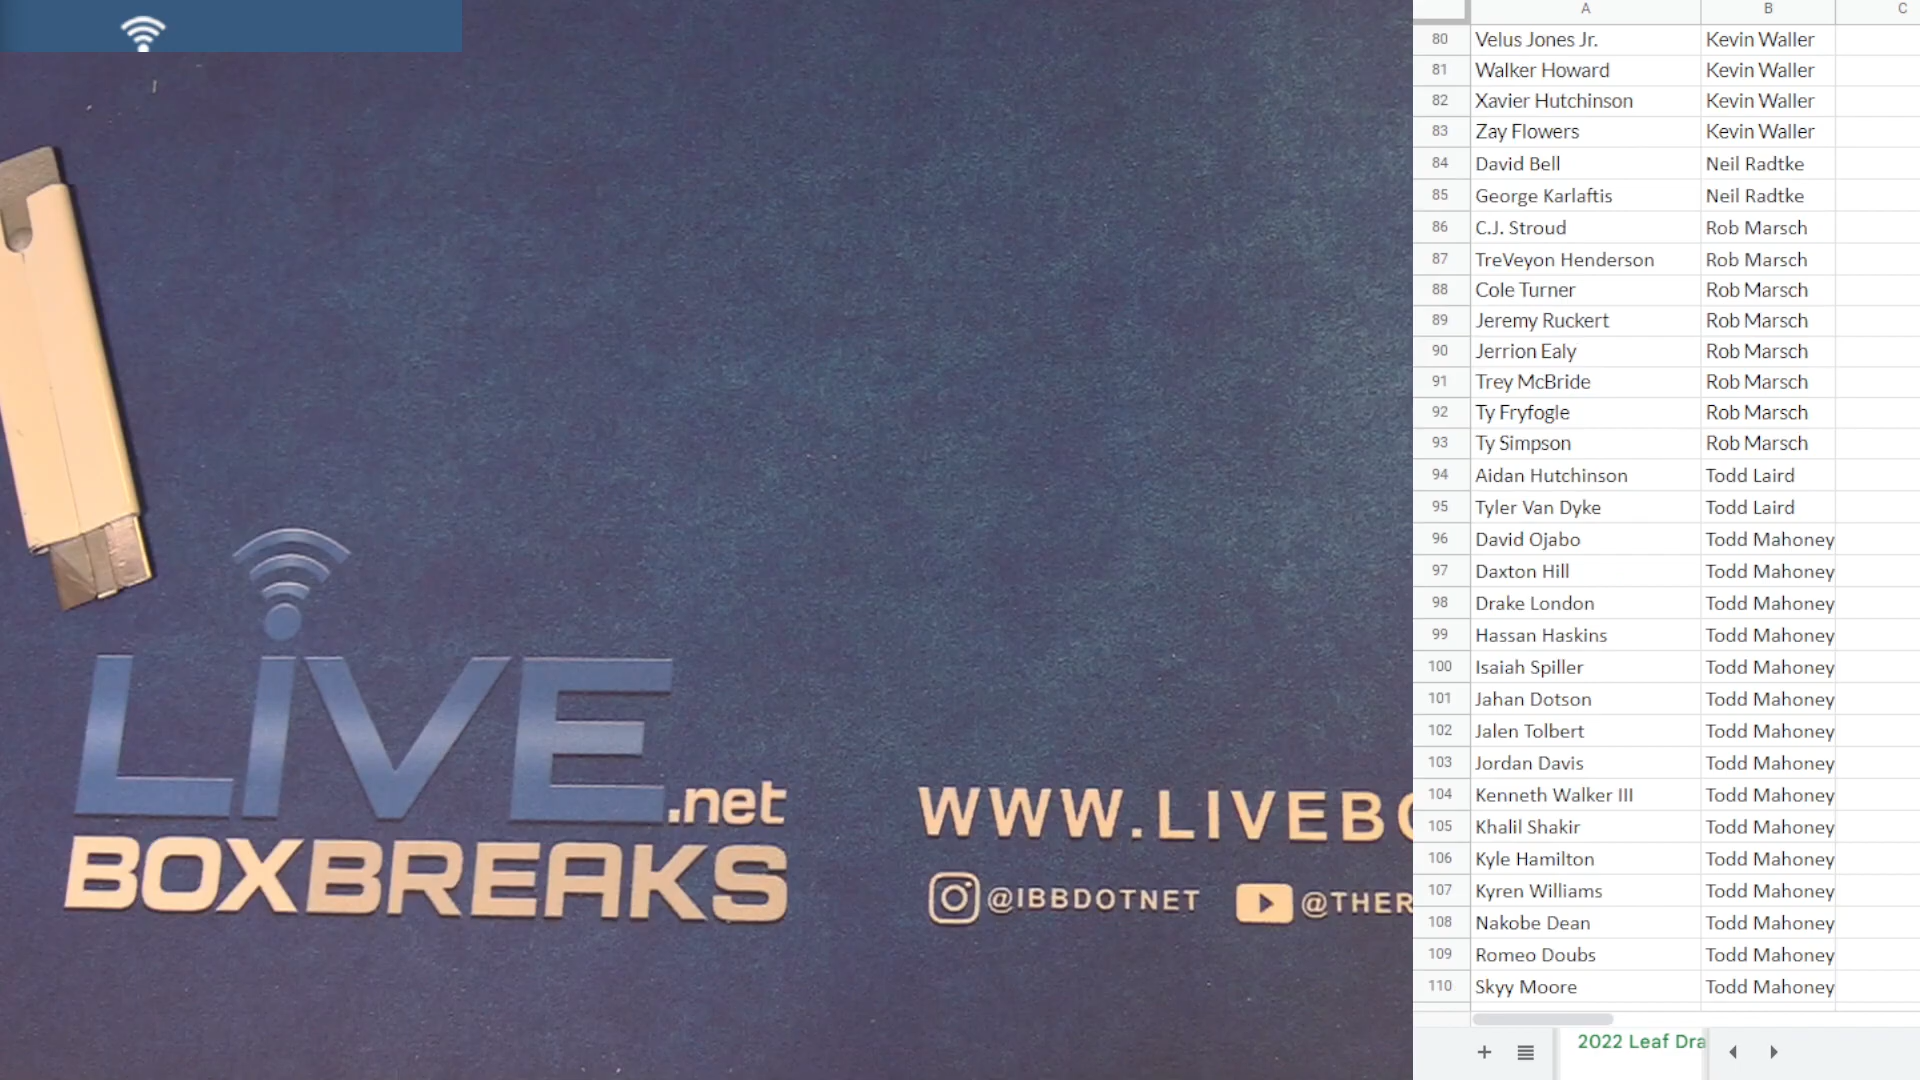 LIVE
.net
BOXBREAKS
WWW.LIVEBO
@IBBDOTNET
@THER
A B C
80 Velus Jones Jr. Kevin Waller
81 Walker Howard Kevin Waller
82 Xavier Hutchinson Kevin Waller
83 Zay Flowers Kevin Waller
84 David Bell Neil Radtke
85 George Karlaftis Neil Radtke
86 C.J. Stroud Rob Marsch
87 TreVeyon Henderson Rob Marsch
88 Cole Turner Rob Marsch
89 Jeremy Ruckert Rob Marsch
90 Jerrion Ealy Rob Marsch
91 Trey McBride Rob Marsch
92 Ty Fryfogle Rob Marsch
93 Ty Simpson Rob Marsch
94 Aidan Hutchinson Todd Laird
95 Tyler Van Dyke Todd Laird
96 David Ojabo Todd Mahoney
97 Daxton Hill Todd Mahoney
98 Drake London Todd Mahoney
99 Hassan Haskins Todd Mahoney
100 Isaiah Spiller Todd Mahoney
101 Jahan Dotson Todd Mahoney
102 Jalen Tolbert Todd Mahoney
103 Jordan Davis Todd Mahoney
104 Kenneth Walker III Todd Mahoney
105 Khalil Shakir Todd Mahoney
106 Kyle Hamilton Todd Mahoney
107 Kyren Williams Todd Mahoney
108 Nakobe Dean Todd Mahoney
109 Romeo Doubs Todd Mahoney
110 Skyy Moore Todd Mahoney
2022 Leaf Dra